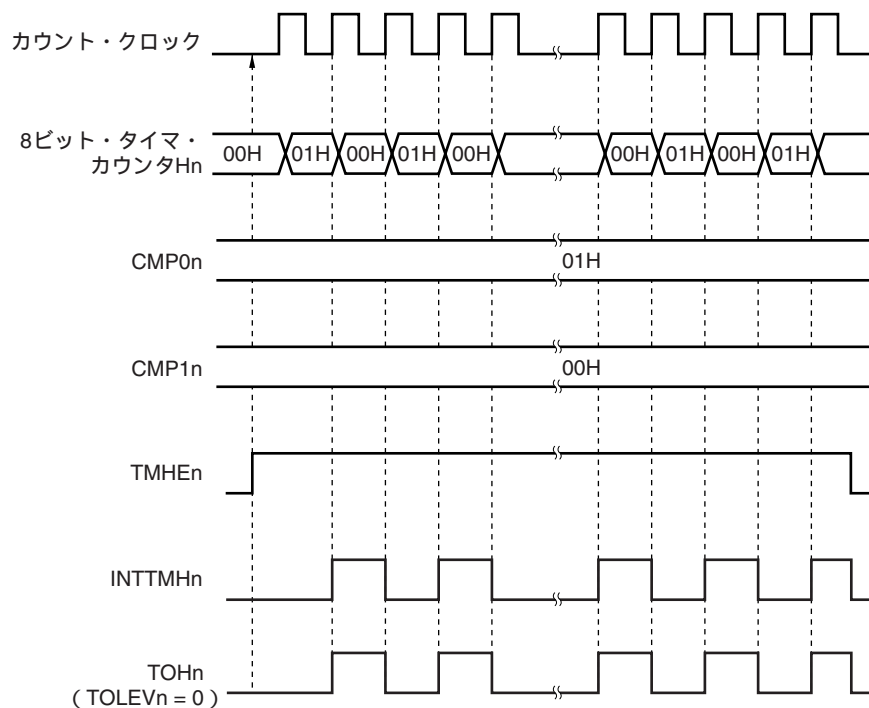 カウント・クロック
8ビット・タイマ・
カウンタHn
00H 01H 00H 01H 00H 00H 01H 00H 01H
CMP0n
01H
CMP1n
00H
TMHEn
INTTMHn
TOHn
( TOLEVn = 0 )